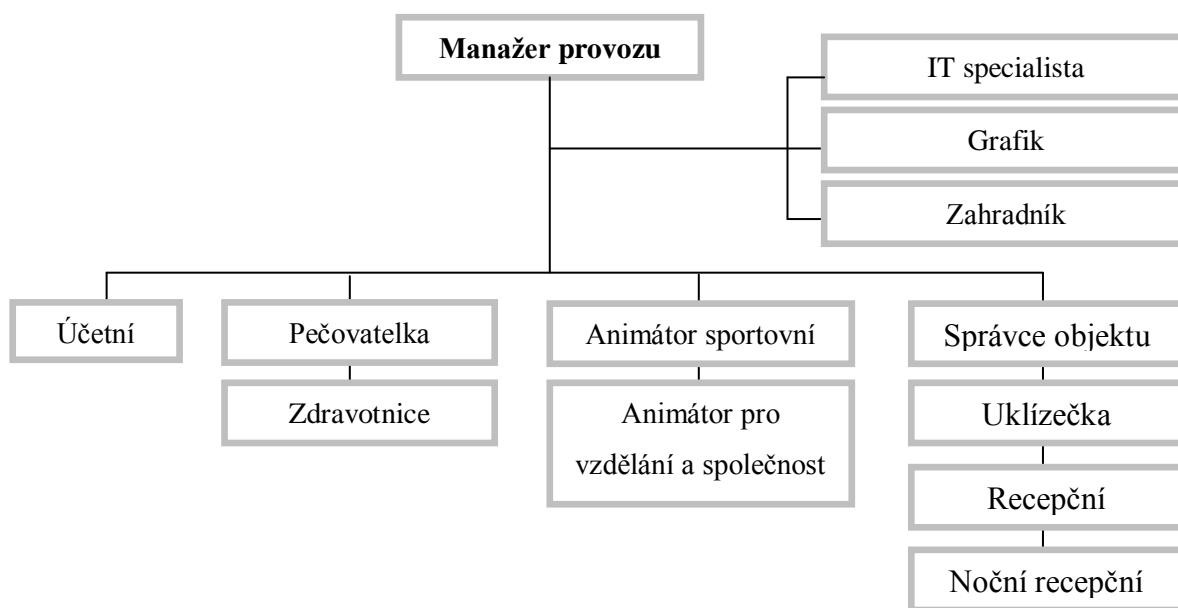 Manažer provozu
IT specialista
Grafik
Zahradník
Účetní
Pečovatelka
Animátor sportovní
Správce objektu
Zdravotnice
Animátor pro
vzdělání a společnost
Uklízečka
Recepční
Noční recepční